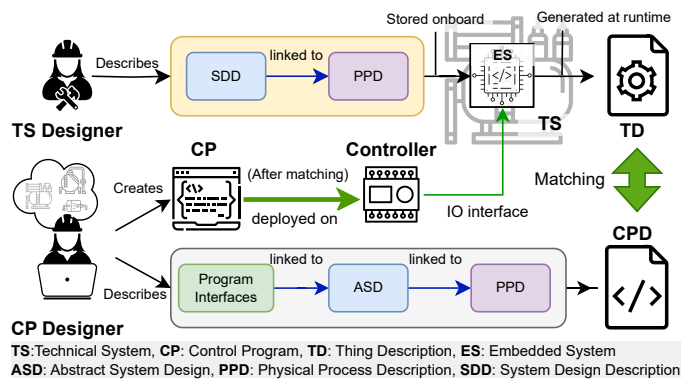 Stored onboard
Generated at runtime
Describes
SDD
linked to
PPD
ES
</>
TS Designer
TS
TD
CP
Controller
Creates
</>
(After matching)
deployed on
IO interface
Matching
CPD
</>
Describes
Program
Interfaces
linked to
ASD
linked to
PPD
CP Designer
TS:Technical System, CP: Control Program, TD: Thing Description, ES: Embedded System
ASD: Abstract System Design, PPD: Physical Process Description, SDD: System Design Description